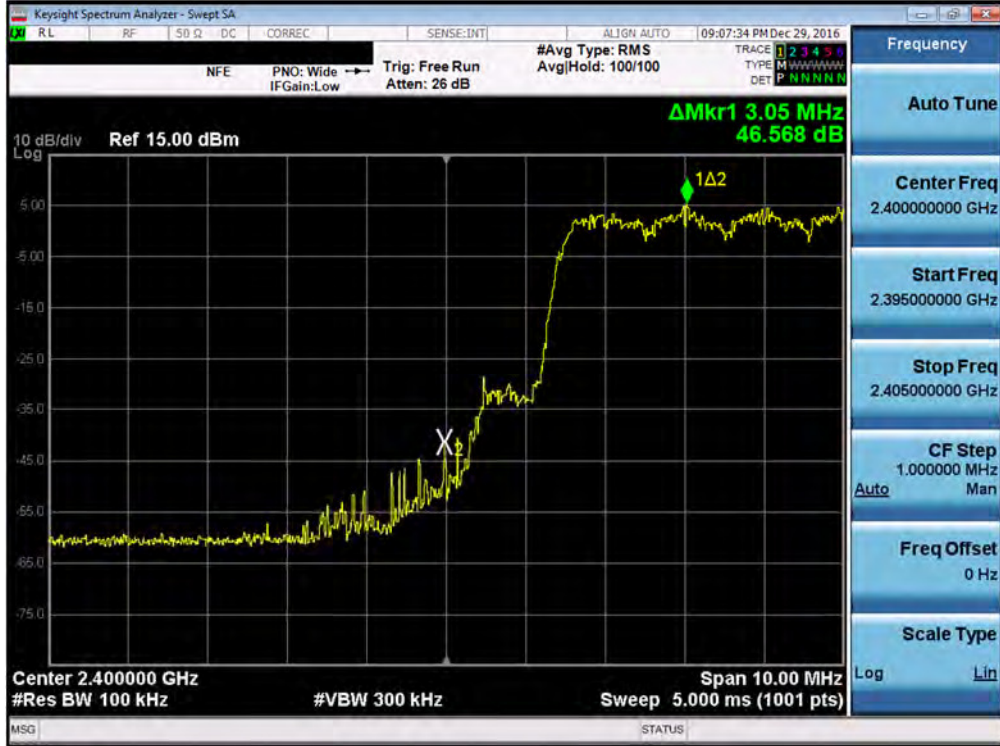 Keysight Spectrum Analyzer - Swept SA
LXI RL RF 50 Ω DC CORREC SENSE:INT ALIGN AUTO 09:07:34 PM Dec 29, 2016
NFE PNO: Wide Trig: Free Run #Avg Type: RMS TRACE 1 2 3 4 5 6
IFGain:Low Atten: 26 dB Avg|Hold: 100/100 TYPE M WWWWW
DET P N N N N N
ΔMkr1 3.05 MHz
46.568 dB
10 dB/div Ref 15.00 dBm
Log
1Δ2
5.00
-5.00
-15.0
-25.0
-35.0
2
-45.0
-55.0
-65.0
-75.0
Center 2.400000 GHz Span 10.00 MHz
#Res BW 100 kHz #VBW 300 kHz Sweep 5.000 ms (1001 pts)
MSG STATUS
Frequency
Auto Tune
Center Freq
2.400000000 GHz
Start Freq
2.395000000 GHz
Stop Freq
2.405000000 GHz
CF Step
1.000000 MHz
Auto Man
Freq Offset
0 Hz
Scale Type
Log Lin